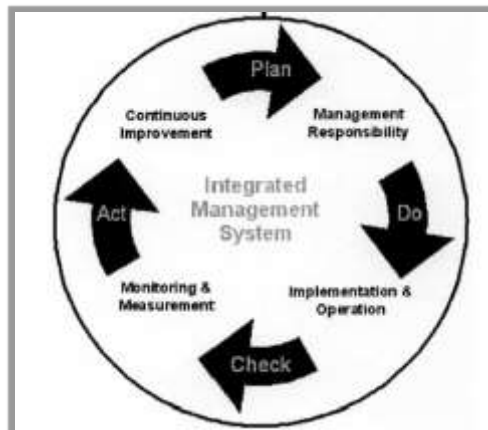 Plan
Continuous
Improvement
Management
Responsibility
Act
Integrated
Management
System
Do
Monitoring &
Measurement
Implementation &
Operation
Check